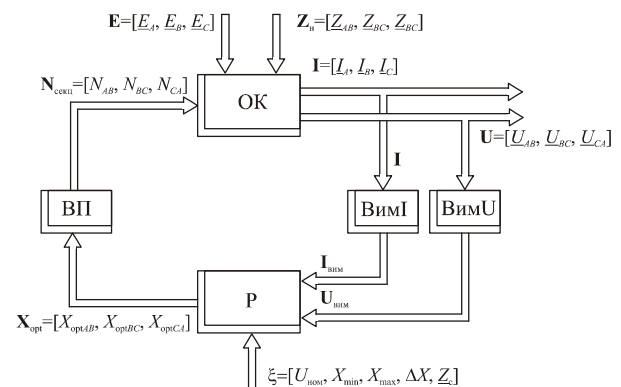 E=[E_A, E_B, E_C]
Z_н=[Z_AB, Z_BC, Z_BC]
N_секц=[N_AB, N_BC, N_CA]
I=[I_A, I_B, I_C]
ОК
U=[U_AB, U_BC, U_CA]
I
ВП
ВимI
ВимU
I_вим
P
U_вим
X_opt=[X_optAB, X_optBC, X_optCA]
ξ=[U_ном, X_min, X_max, ΔX, Z_c]